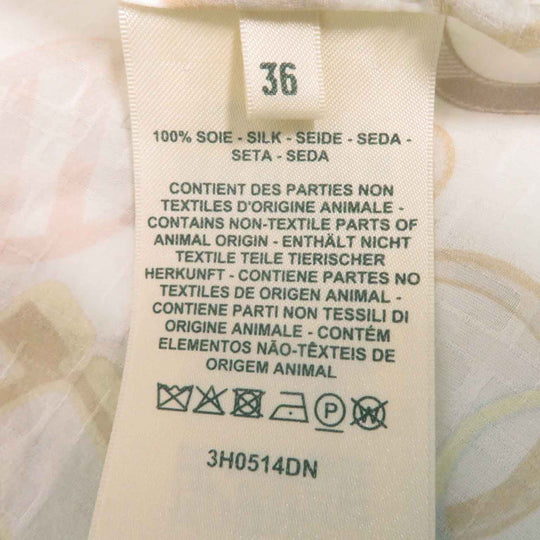 36
100% SOIE - SILK - SEIDE - SEDA -
SETA - SEDA
CONTIENT DES PARTIES NON
TEXTILES D'ORIGINE ANIMALE -
CONTAINS NON-TEXTILE PARTS OF
ANIMAL ORIGIN - ENTHÄLT NICHT
TEXTILE TEILE TIERISCHER
HERKUNFT - CONTIENE PARTES NO
TEXTILES DE ORIGEN ANIMAL -
CONTIENE PARTI NON TESSILI DI
ORIGINE ANIMALE - CONTÉM
ELEMENTOS NÃO-TÊXTEIS DE
ORIGEM ANIMAL
P W
3H0514DN